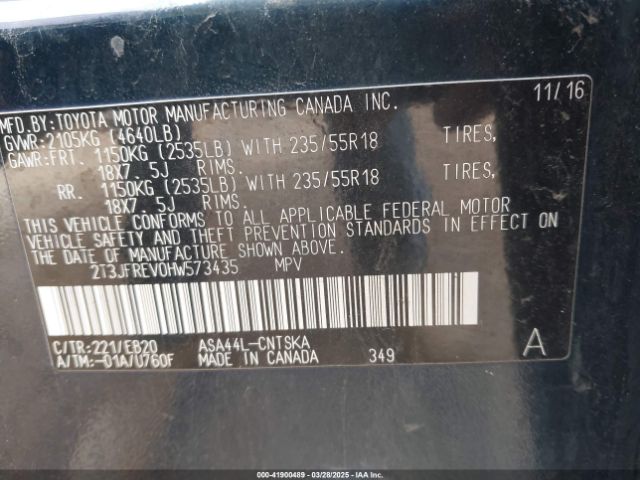 MFD.BY:TOYOTA MOTOR MANUFACTURING CANADA INC. 11/16
GVWR:2105KG (4640LB)
GAWR:FRT. 1150KG (2535LB) WITH 235/55R18 TIRES,
18X7.5J RIMS.
RR. 1150KG (2535LB) WITH 235/55R18 TIRES,
18X7.5J RIMS.
THIS VEHICLE CONFORMS TO ALL APPLICABLE FEDERAL MOTOR
VEHICLE SAFETY AND THEFT PREVENTION STANDARDS IN EFFECT ON
THE DATE OF MANUFACTURE SHOWN ABOVE.
2T3JFREV0HW573435 MPV
C/TR:221/EB20 ASA44L-CNTSKA
A/TM:-01A/U760F MADE IN CANADA 349 A
000-41900489 - 03/28/2025 - IAA Inc. (IAA)